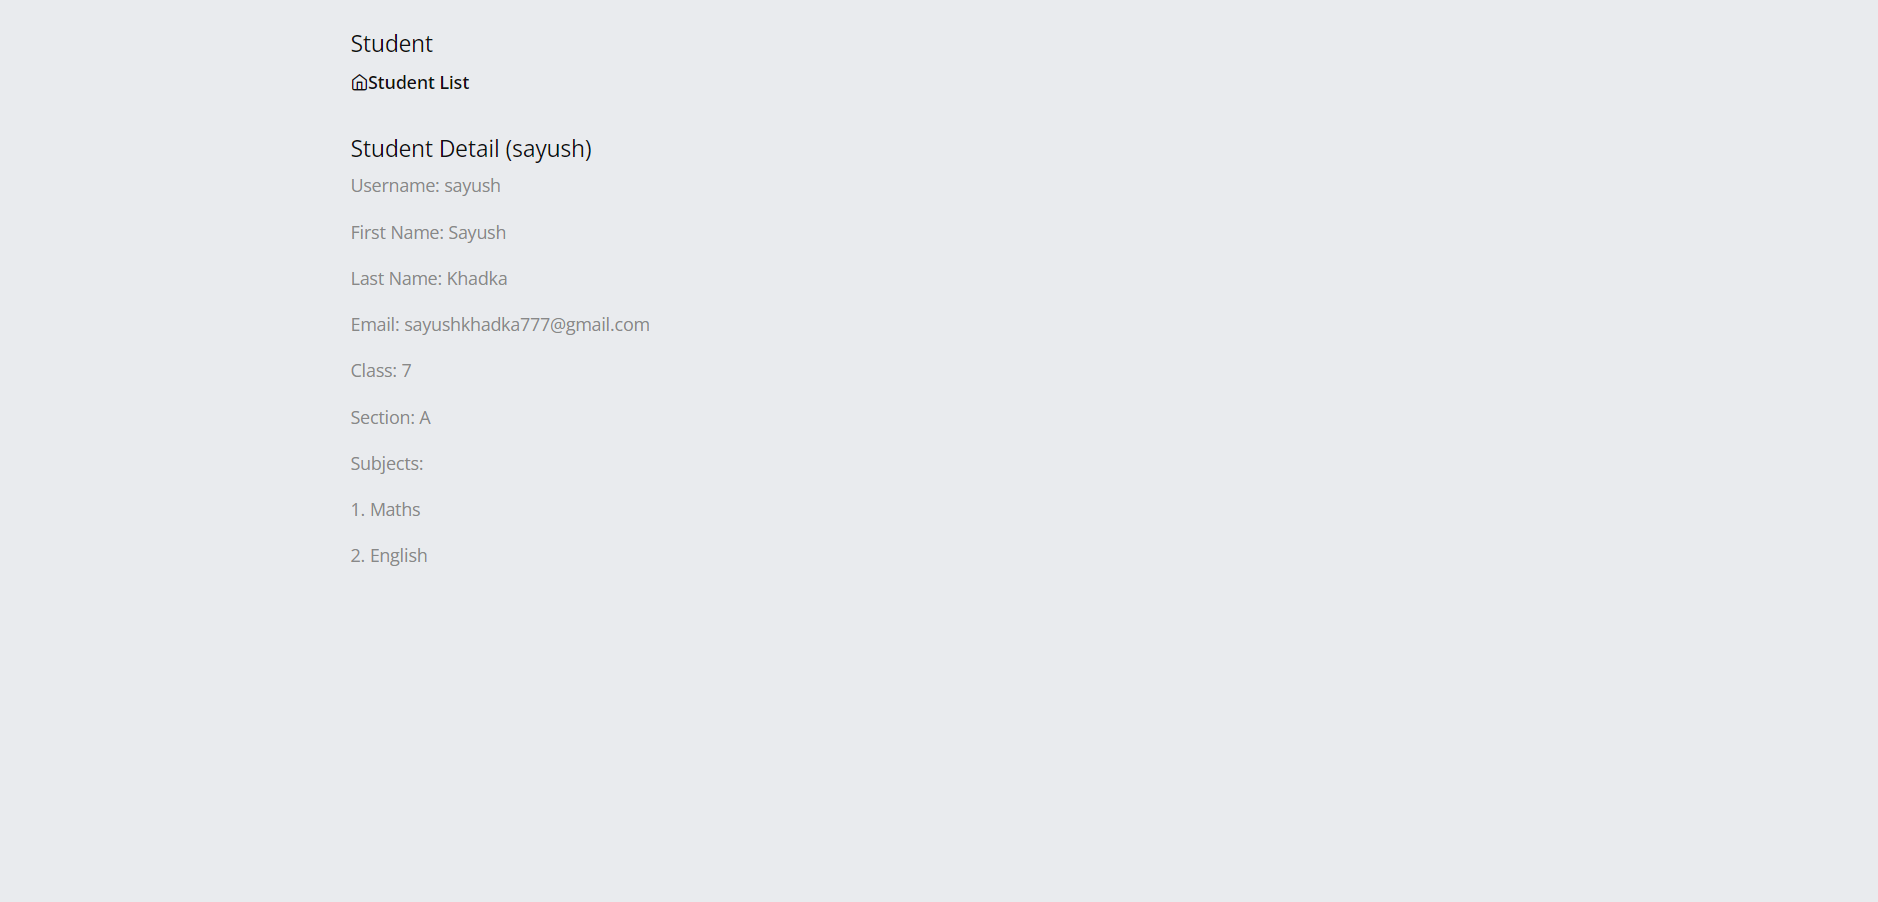 Student
Student List
Student Detail (sayush)
Username: sayush
First Name: Sayush
Last Name: Khadka
Email: sayushkhadka777@gmail.com
Class: 7
Section: A
Subjects:
1. Maths
2. English